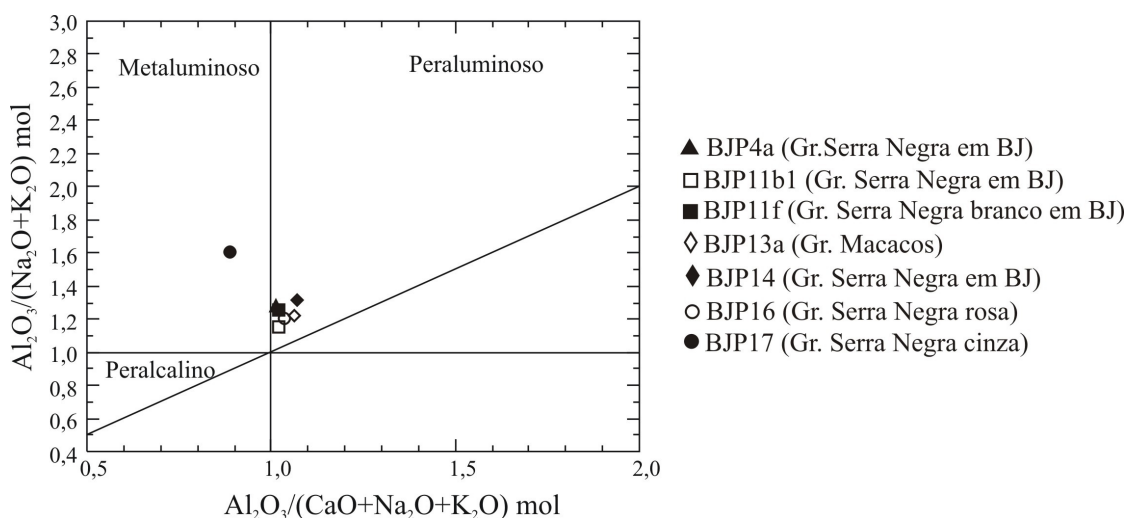 Al₂O₃/(Na₂O+K₂O) mol
3,0
2,8
2,6
2,4
2,2
2,0
1,8
1,6
1,4
1,2
1,0
0,8
0,6
0,4
Metaluminoso
Peraluminoso
Peralcalino
0,5
1,0
1,5
2,0
Al₂O₃/(CaO+Na₂O+K₂O) mol
BJP4a (Gr.Serra Negra em BJ)
BJP11b1 (Gr. Serra Negra em BJ)
BJP11f (Gr. Serra Negra branco em BJ)
BJP13a (Gr. Macacos)
BJP14 (Gr. Serra Negra em BJ)
BJP16 (Gr. Serra Negra rosa)
BJP17 (Gr. Serra Negra cinza)